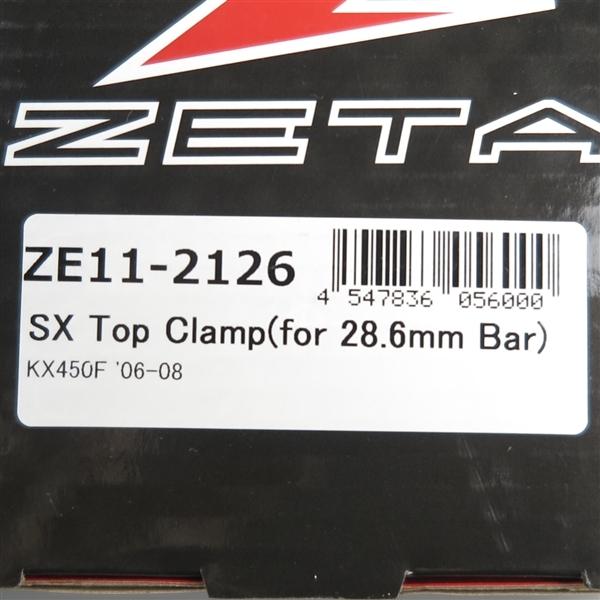 ZETA
ZE11-2126
4 547836 056000
SX Top Clamp(for 28.6mm Bar)
KX450F '06-08